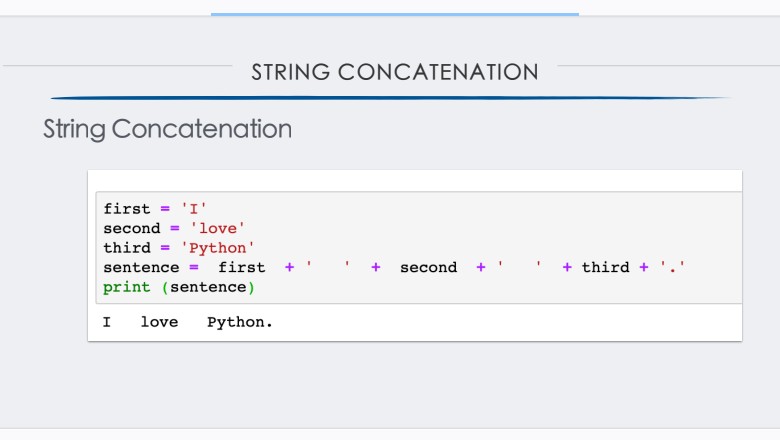 STRING CONCATENATION
String Concatenation
first = 'I'
second = 'love'
third = 'Python'
sentence =  first  + '   ' +  second  + '   ' + third + '.'
print (sentence)
I   love   Python.